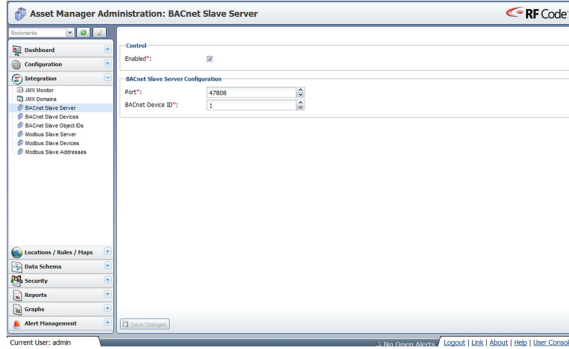 Asset Manager Administration: BACnet Slave Server
RF Code
Bookmarks
Dashboard
Configuration
Integration
JMX Monitor
JMX Domains
BACnet Slave Server
BACnet Slave Devices
BACnet Slave Object IDs
Modbus Slave Server
Modbus Slave Devices
Modbus Slave Addresses
Locations / Rules / Maps
Data Schema
Security
Reports
Graphs
Alert Management
Control
Enabled*:
BACnet Slave Server Configuration
Port*: 47808
BACnet Device ID*: 1
Save Changes
Current User: admin
No Open Alerts
Logout | Link | About | Help | User Consol